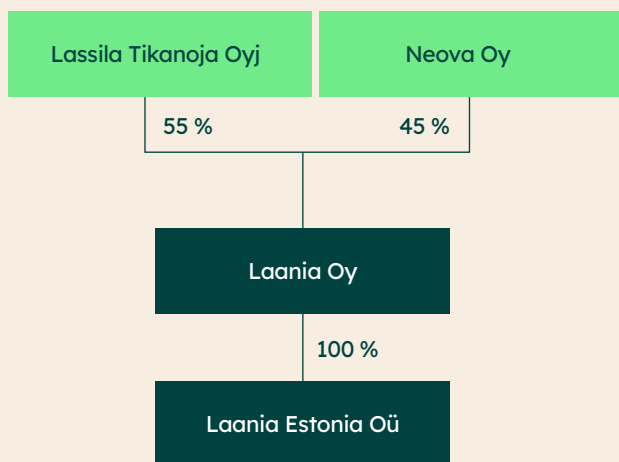 Lassila Tikanoja Oyj
Neova Oy
55 %
45 %
Laania Oy
100 %
Laania Estonia Oü